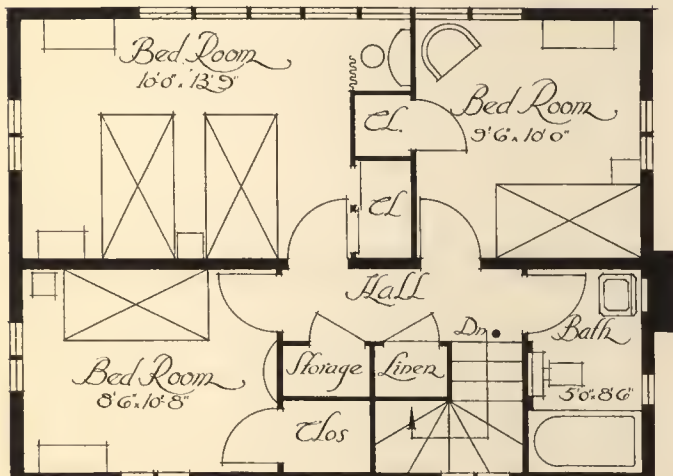 Bed Room
10'0" x 13'9"
Bed Room
9'6" x 10'0"
CL.
CL
Hall
Dn
Bath
5'0" x 8'6"
Storage
Linen
Bed Room
8'6" x 10'-8"
Clos